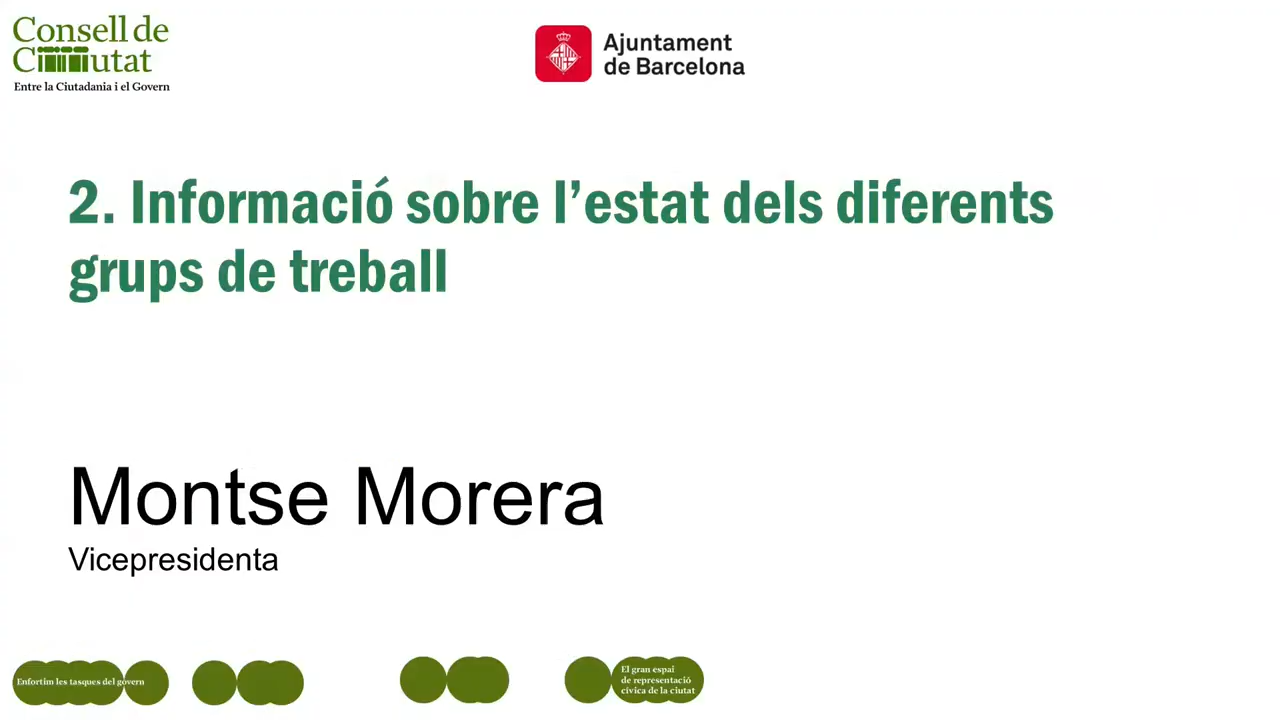 Consell de
Ciutat
Entre la Ciutadania i el Govern
Ajuntament
de Barcelona
2. Informació sobre l’estat dels diferents
grups de treball
Montse Morera
Vicepresidenta
Enfortim les tasques del govern
El gran espai
de representació
cívica de la ciutat